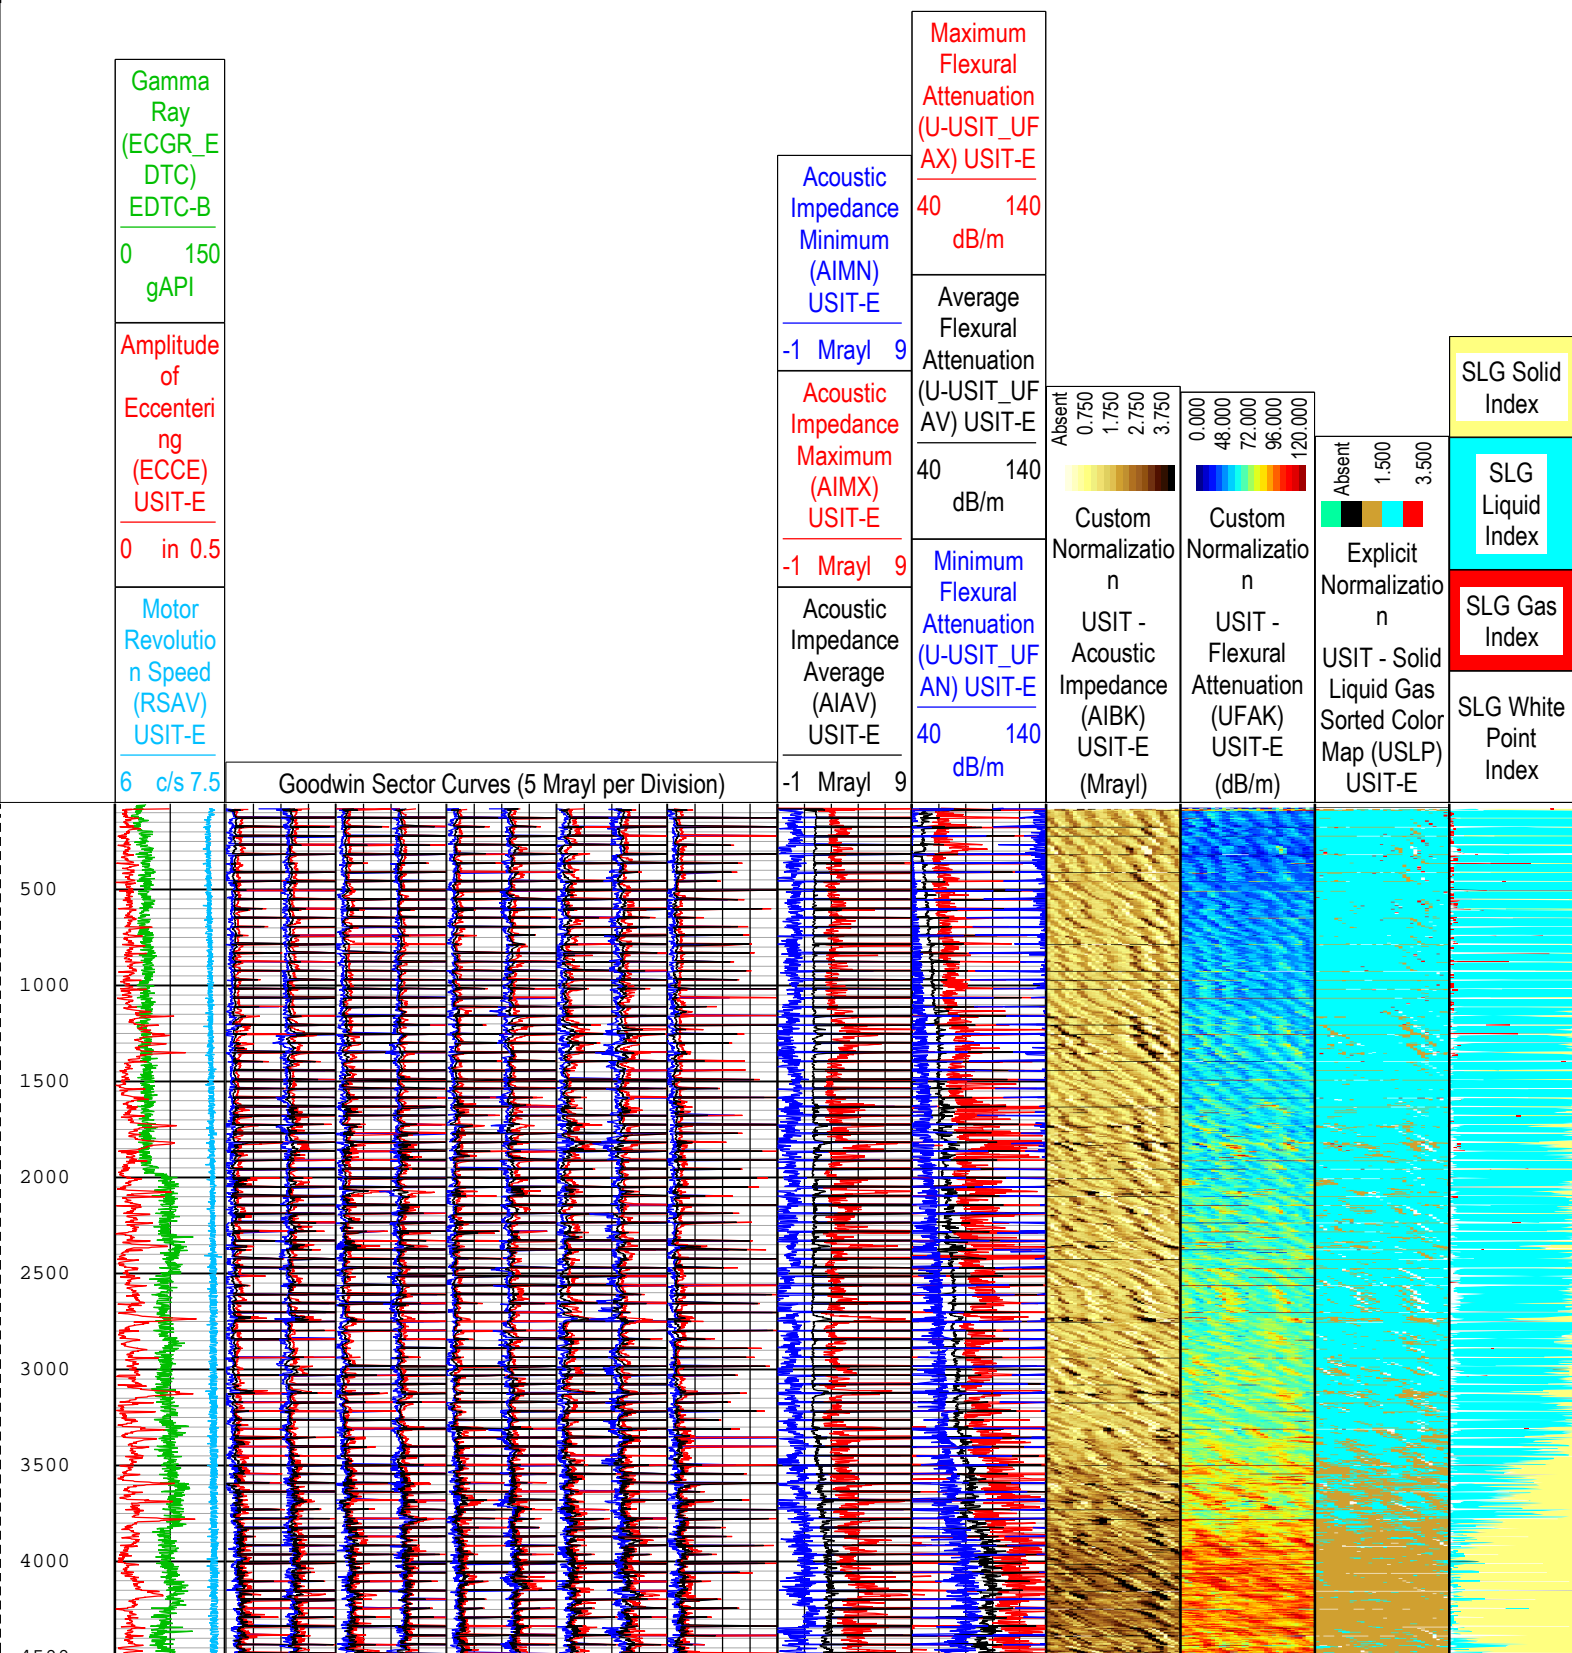 Gamma
Ray
(ECGR_E
DTC)
EDTC-B
0 150
gAPI
Amplitude
of
Eccenteri
ng
(ECCE)
USIT-E
0 in 0.5
Motor
Revolutio
n Speed
(RSAV)
USIT-E
6 c/s 7.5
Goodwin Sector Curves (5 Mrayl per Division)
Acoustic
Impedance
Minimum
(AIMN)
USIT-E
-1 Mrayl 9
Acoustic
Impedance
Maximum
(AIMX)
USIT-E
-1 Mrayl 9
Acoustic
Impedance
Average
(AIAV)
USIT-E
-1 Mrayl 9
Maximum
Flexural
Attenuation
(U-USIT_UF
AX) USIT-E
40 140
dB/m
Average
Flexural
Attenuation
(U-USIT_UF
AV) USIT-E
40 140
dB/m
Minimum
Flexural
Attenuation
(U-USIT_UF
AN) USIT-E
40 140
dB/m
Absent
0.750
1.750
2.750
3.750
Custom
Normalizatio
n
USIT -
Acoustic
Impedance
(AIBK)
USIT-E
(Mrayl)
0.000
48.000
72.000
96.000
120.000
Custom
Normalizatio
n
USIT -
Flexural
Attenuation
(UFAK)
USIT-E
(dB/m)
Absent
1.500
3.500
Explicit
Normalizatio
n
USIT - Solid
Liquid Gas
Sorted Color
Map (USLP)
USIT-E
SLG Solid
Index
SLG
Liquid
Index
SLG Gas
Index
SLG White
Point
Index
500
1000
1500
2000
2500
3000
3500
4000